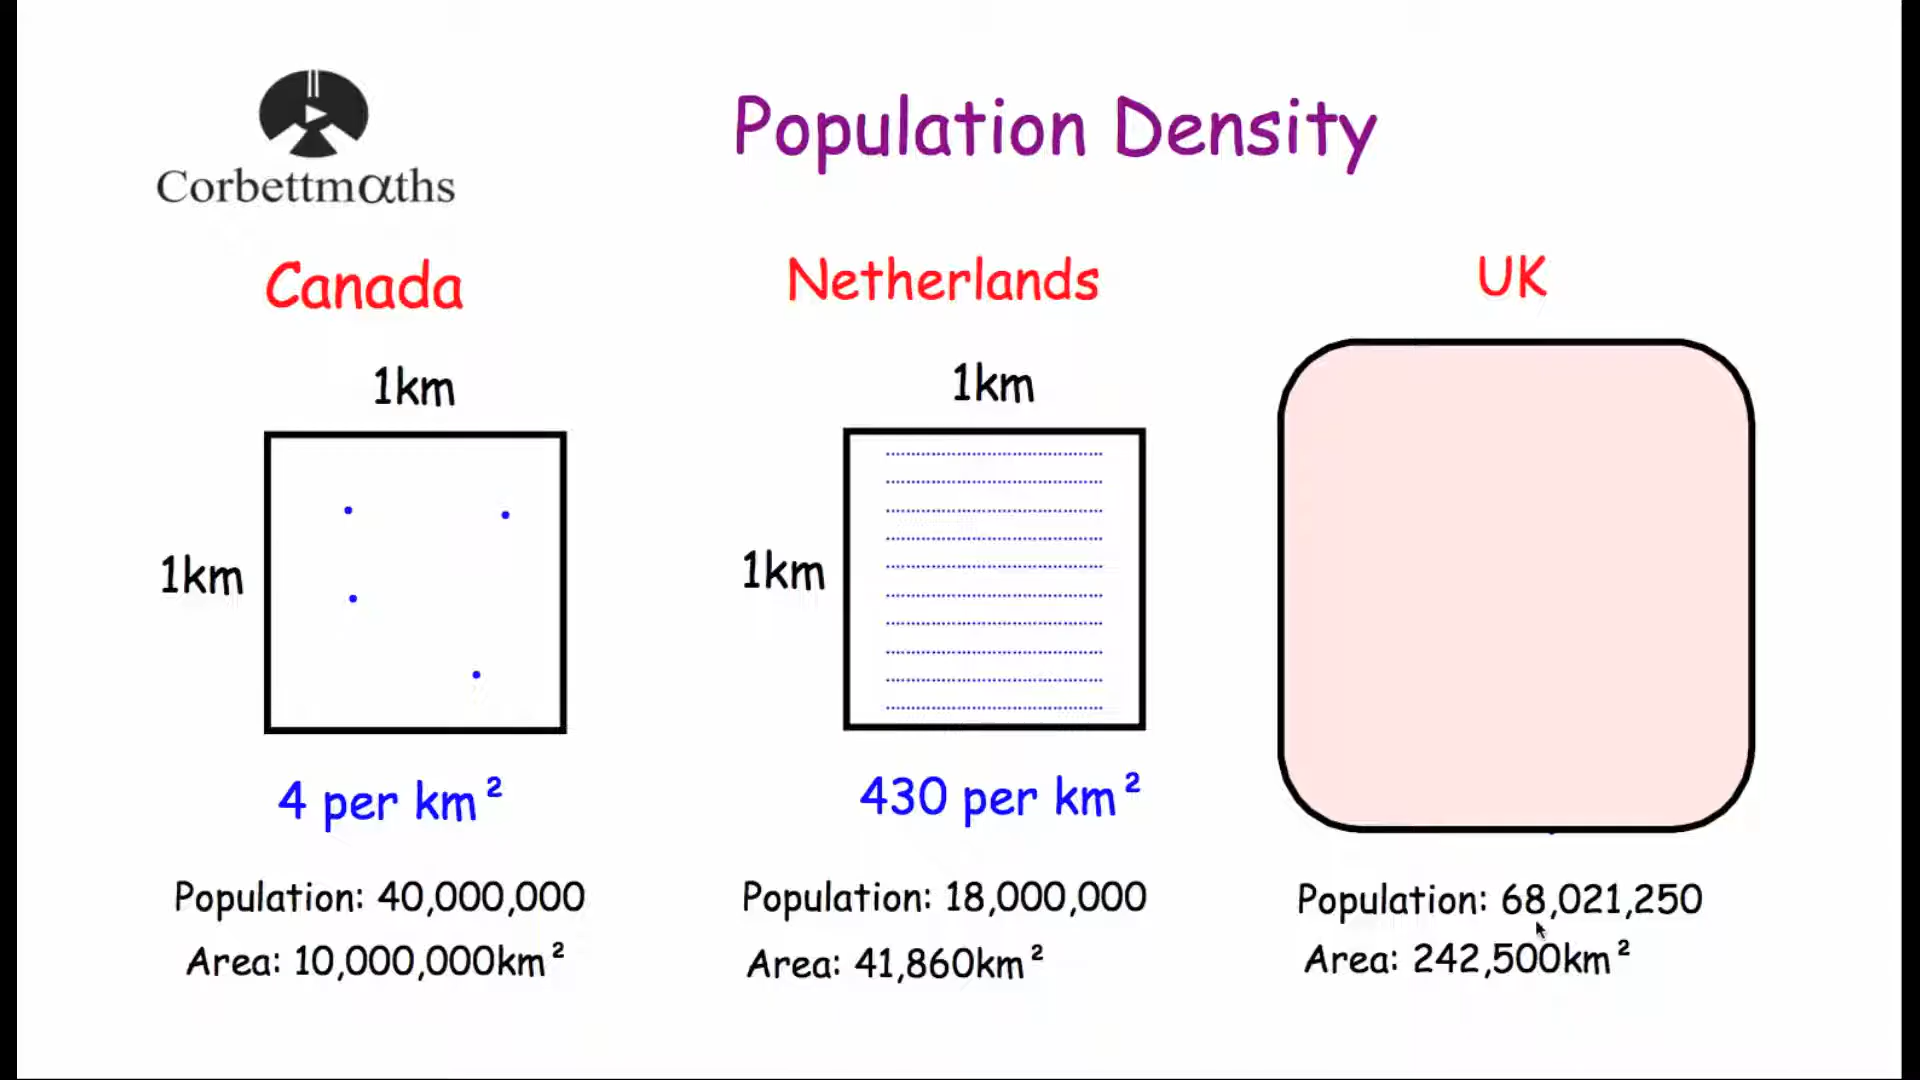 Corbettmαths
Population Density
Canada
1km
1km
4 per km²
Population: 40,000,000
Area: 10,000,000km²
Netherlands
1km
1km
430 per km²
Population: 18,000,000
Area: 41,860km²
UK
Population: 68,021,250
Area: 242,500km²